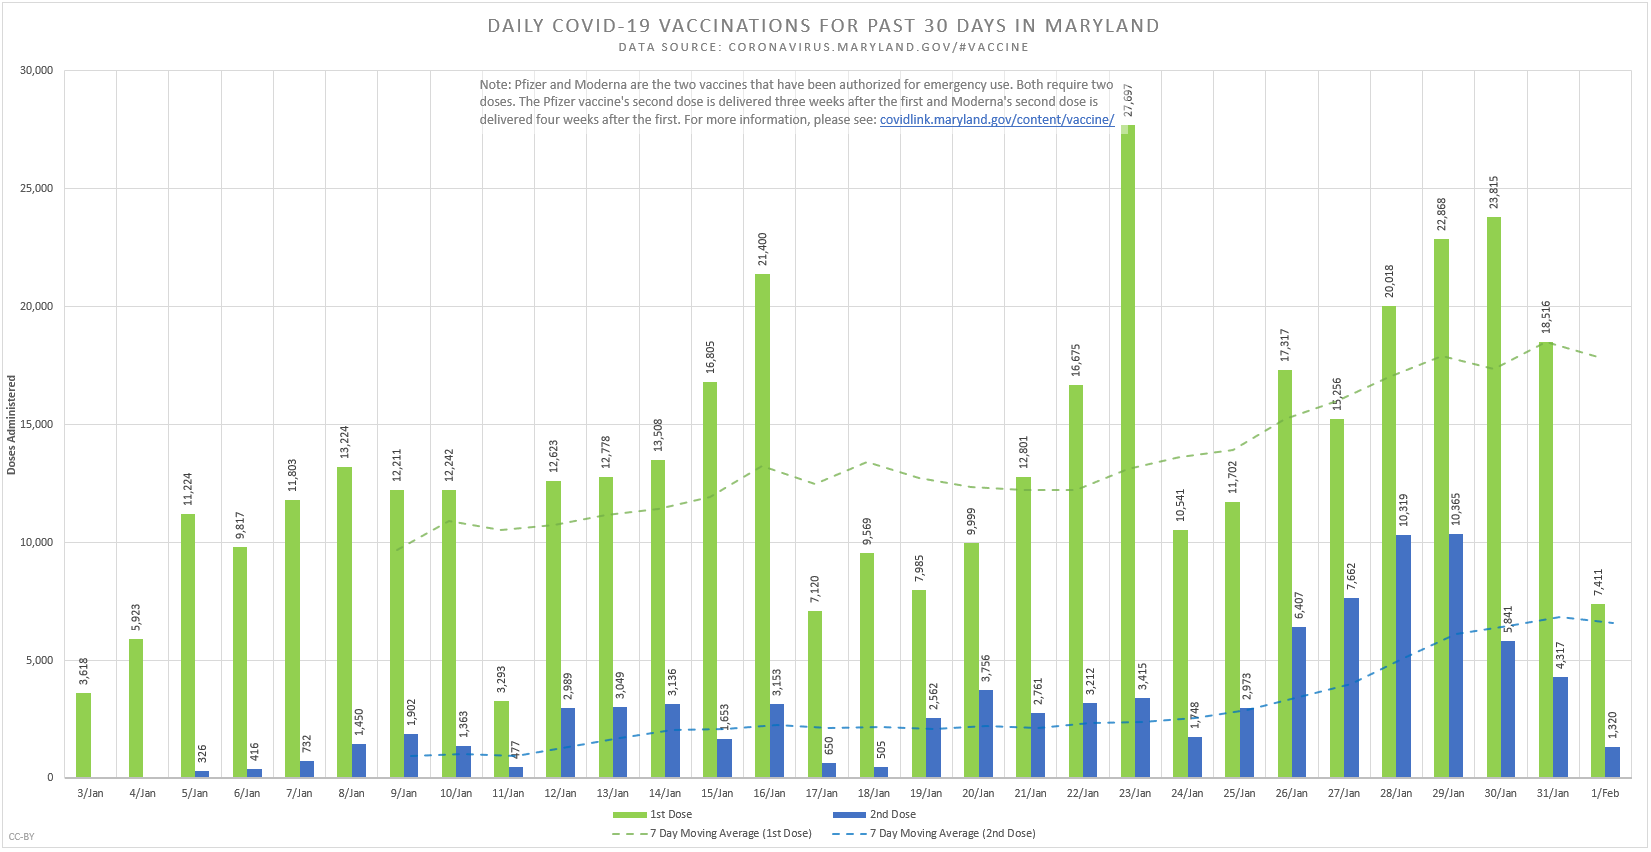 DAILY COVID-19 VACCINATIONS FOR PAST 30 DAYS IN MARYLAND
DATA SOURCE: CORONAVIRUS.MARYLAND.GOV/#VACCINE
Note: Pfizer and Moderna are the two vaccines that have been authorized for emergency use. Both require two
doses. The Pfizer vaccine's second dose is delivered three weeks after the first and Moderna's second dose is
delivered four weeks after the first. For more information, please see: covidlink.maryland.gov/content/vaccine/
Doses Administered
30,000
25,000
20,000
15,000
10,000
5,000
0
3,618
5,923
11,224
326
9,817
416
11,803
732
13,224
1,450
12,211
1,902
12,242
1,363
3,293
477
12,623
2,989
12,778
3,049
13,508
3,136
16,805
1,653
21,400
3,153
7,120
650
9,569
505
7,985
2,562
9,999
3,756
12,801
2,761
16,675
3,212
27,697
3,415
10,541
1,748
11,702
2,973
17,317
6,407
15,256
7,662
20,018
10,319
22,868
10,365
23,815
5,841
18,516
4,317
7,411
1,320
3/Jan
4/Jan
5/Jan
6/Jan
7/Jan
8/Jan
9/Jan
10/Jan
11/Jan
12/Jan
13/Jan
14/Jan
15/Jan
16/Jan
17/Jan
18/Jan
19/Jan
20/Jan
21/Jan
22/Jan
23/Jan
24/Jan
25/Jan
26/Jan
27/Jan
28/Jan
29/Jan
30/Jan
31/Jan
1/Feb
1st Dose
2nd Dose
7 Day Moving Average (1st Dose)
7 Day Moving Average (2nd Dose)
CC-BY